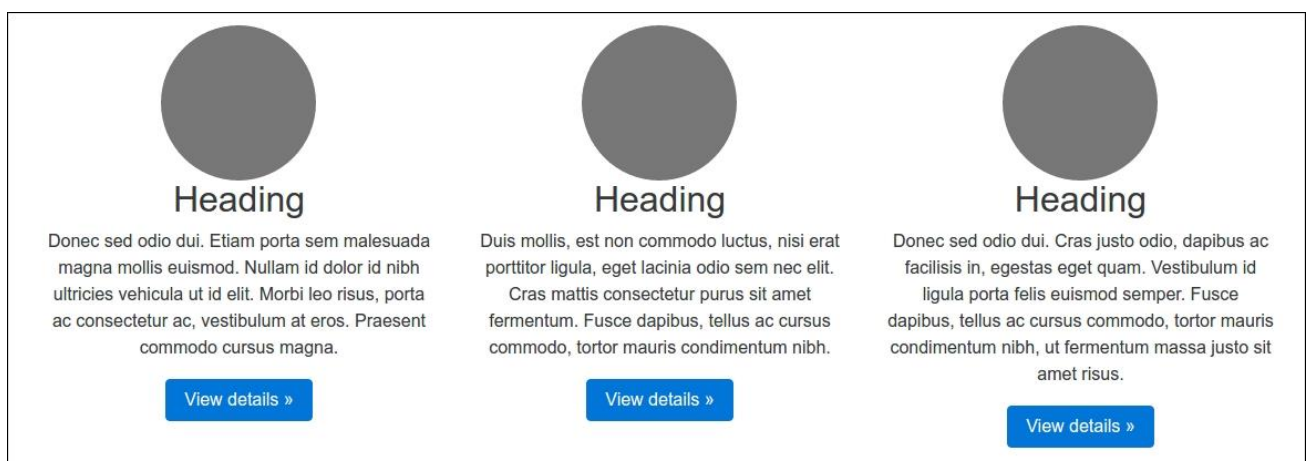 Heading
Donec sed odio dui. Etiam porta sem malesuada
magna mollis euismod. Nullam id dolor id nibh
ultricies vehicula ut id elit. Morbi leo risus, porta
ac consectetur ac, vestibulum at eros. Praesent
commodo cursus magna.
View details »
Heading
Duis mollis, est non commodo luctus, nisi erat
porttitor ligula, eget lacinia odio sem nec elit.
Cras mattis consectetur purus sit amet
fermentum. Fusce dapibus, tellus ac cursus
commodo, tortor mauris condimentum nibh.
View details »
Heading
Donec sed odio dui. Cras justo odio, dapibus ac
facilisis in, egestas eget quam. Vestibulum id
ligula porta felis euismod semper. Fusce
dapibus, tellus ac cursus commodo, tortor mauris
condimentum nibh, ut fermentum massa justo sit
amet risus.
View details »